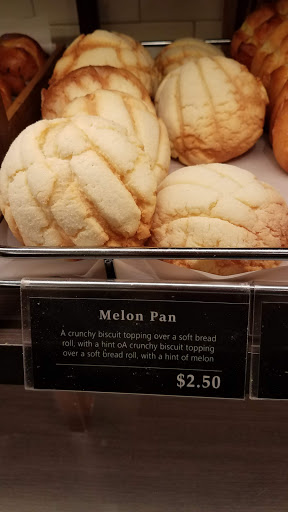 Melon Pan
A crunchy biscuit topping over a soft bread
roll, with a hint oA crunchy biscuit topping
over a soft bread roll, with a hint of melon
$2.50